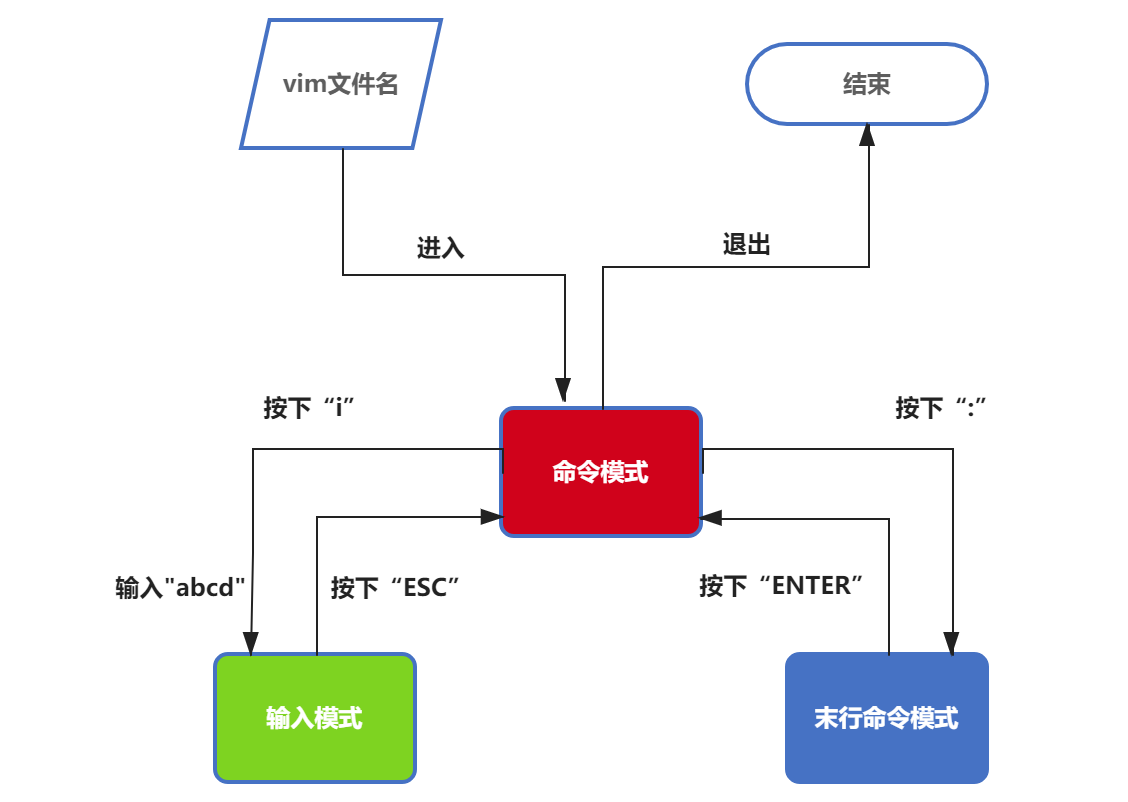 vim文件名
结束
进入
退出
按下“i”
按下“:”
命令模式
输入"abcd"
按下“ESC”
按下“ENTER”
输入模式
末行命令模式